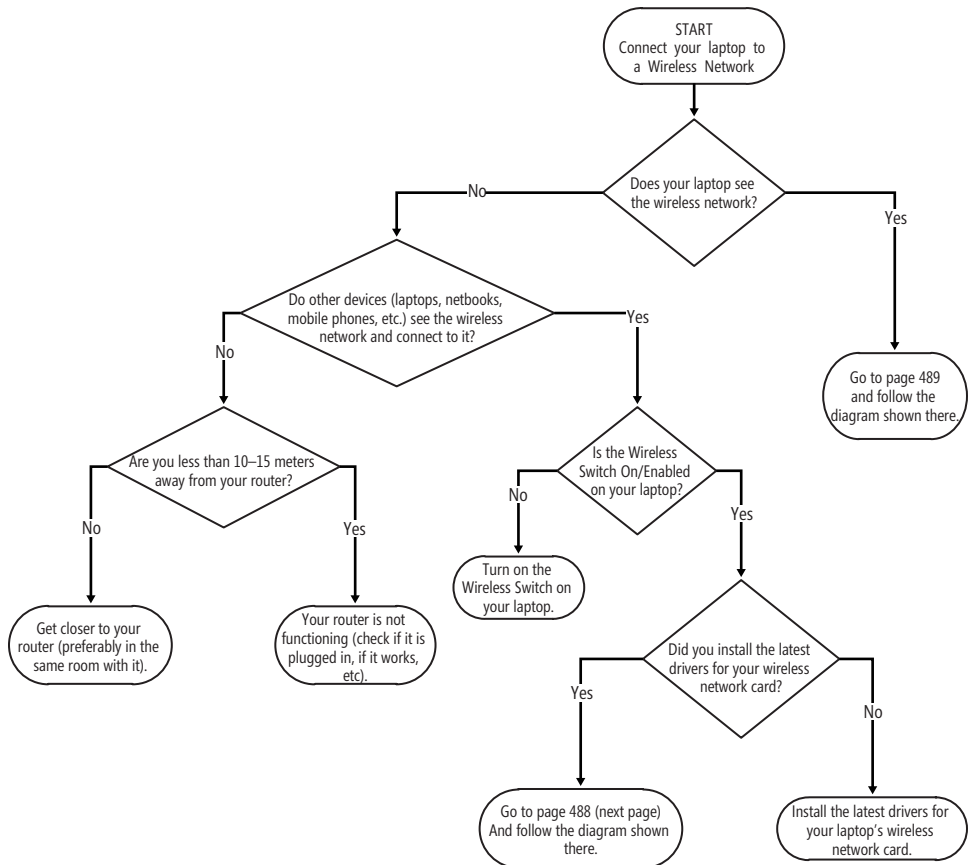 START
Connect your laptop to
a Wireless Network
Does your laptop see
the wireless network?
No
Yes
Do other devices (laptops, netbooks,
mobile phones, etc.) see the wireless
network and connect to it?
No
Yes
Go to page 489
and follow the
diagram shown there.
Are you less than 10–15 meters
away from your router?
No
Yes
Is the Wireless
Switch On/Enabled
on your laptop?
No
Yes
Turn on the
Wireless Switch on
your laptop.
Get closer to your
router (preferably in the
same room with it).
Your router is not
functioning (check if it is
plugged in, if it works,
etc).
Did you install the latest
drivers for your wireless
network card?
Yes
No
Go to page 488 (next page)
And follow the diagram shown
there.
Install the latest drivers for
your laptop’s wireless
network card.